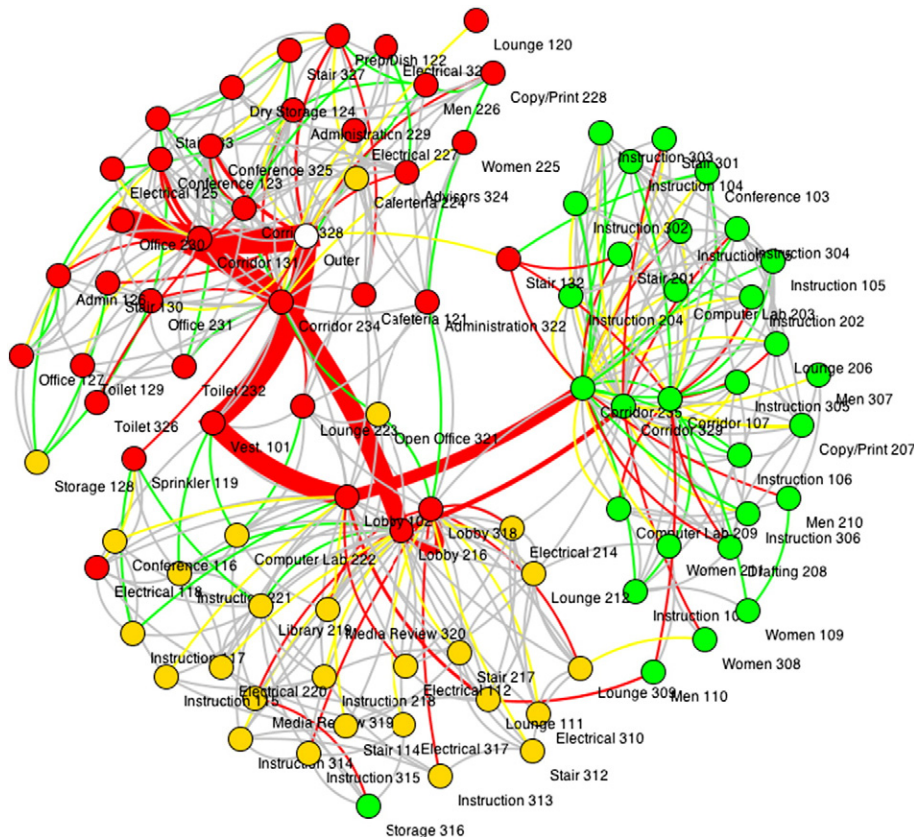 Lounge 120
Prep/Dish 122
Electrical 32
Stair 327
Copy/Print 228
Men 226
Dry Storage 124
Administration 229
Electrical 227
Women 225
Conference 325
Conference 123
Electrical 125
Advisors 324
Cafeteria 224
Instruction 303
Stair 301
Instruction 104
Conference 103
Instruction 302
Instruction 304
Instruction 105
Office 230
Corridor 131
Outer
Stair 201
Stair 132
Admin 126
Stair 130
Office 231
Corridor 234
Cafeteria 121
Administration 322
Instruction 204
Computer Lab 203
Instruction 202
Lounge 206
Men 307
Office 127
Toilet 129
Toilet 232
Toilet 326
Vest. 101
Lounge 223
Open Office 321
Corridor 235
Corridor 329
Corridor 107
Instruction 305
Copy/Print 207
Storage 128
Sprinkler 119
Instruction 106
Men 210
Lobby 102
Lobby 318
Lobby 216
Conference 116
Computer Lab 222
Electrical 214
Computer Lab 209
Instruction 306
Electrical 118
Instruction 221
Lounge 212
Women 211
Drafting 208
Library 219
Media Review 320
Instruction 10
Women 109
Instruction 117
Stair 217
Women 308
Electrical 220
Instruction 115
Instruction 218
Electrical 112
Lounge 309
Men 110
Media Review 319
Lounge 111
Electrical 310
Stair 114
Electrical 317
Instruction 314
Instruction 315
Stair 312
Instruction 313
Storage 316